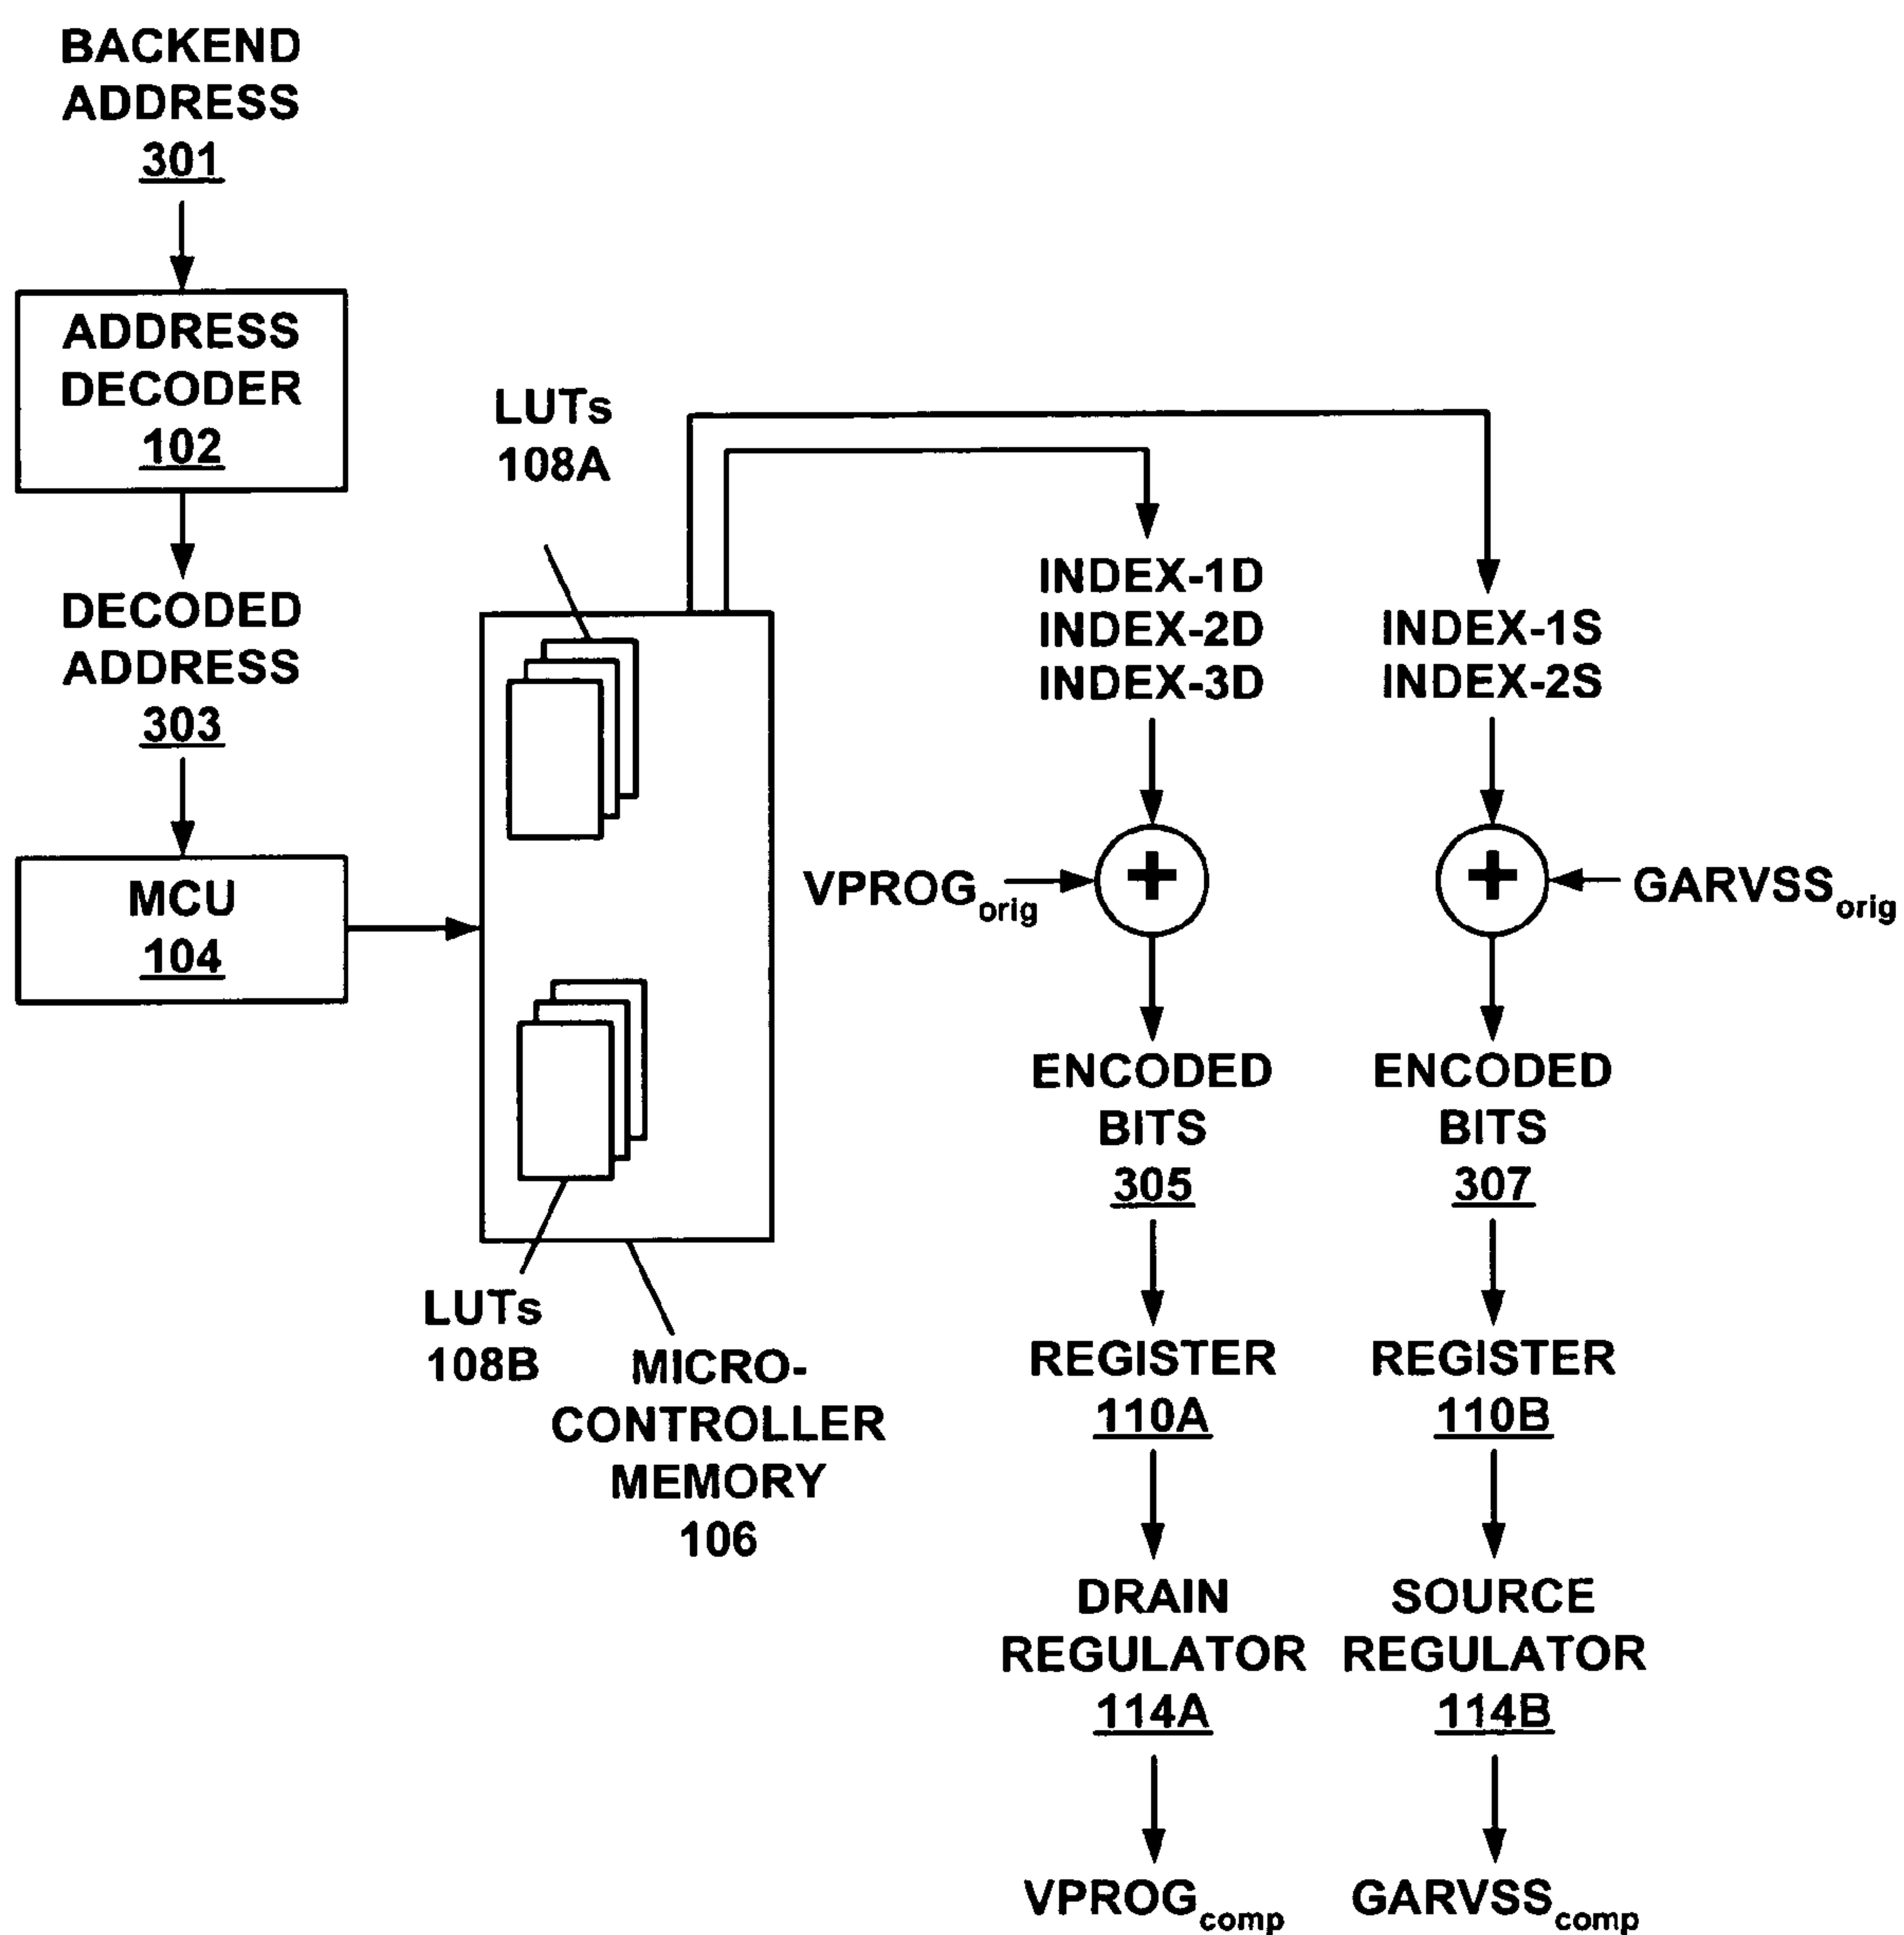 BACKEND
ADDRESS
301
ADDRESS
DECODER
102
DECODED
ADDRESS
303
MCU
104
LUTs
108A
LUTs
108B
MICRO-
CONTROLLER
MEMORY
106
INDEX-1D
INDEX-2D
INDEX-3D
VPROGorig
+
ENCODED
BITS
305
REGISTER
110A
DRAIN
REGULATOR
114A
VPROGcomp
INDEX-1S
INDEX-2S
+
GARVSSorig
ENCODED
BITS
307
REGISTER
110B
SOURCE
REGULATOR
114B
GARVSScomp